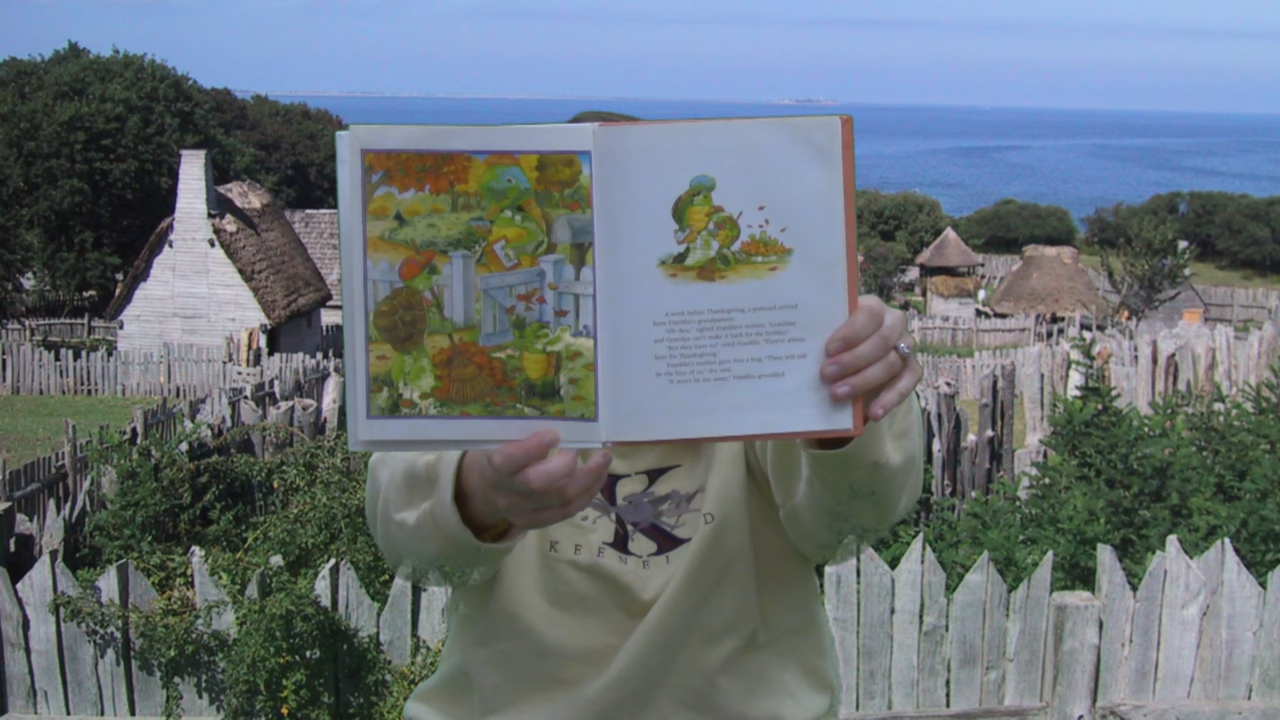 A week before Thanksgiving, a postcard arrived
from Franklin's grandparents.
"Oh dear," sighed Franklin's mother. "Grandma
and Grandpa can't make it back for the holiday."
"But they have to!" cried Franklin. "They're always
here for Thanksgiving."
Franklin's mother gave him a hug. "There will still
be the four of us," she said.
"It won't be the same," Franklin grumbled.
K
KEENE